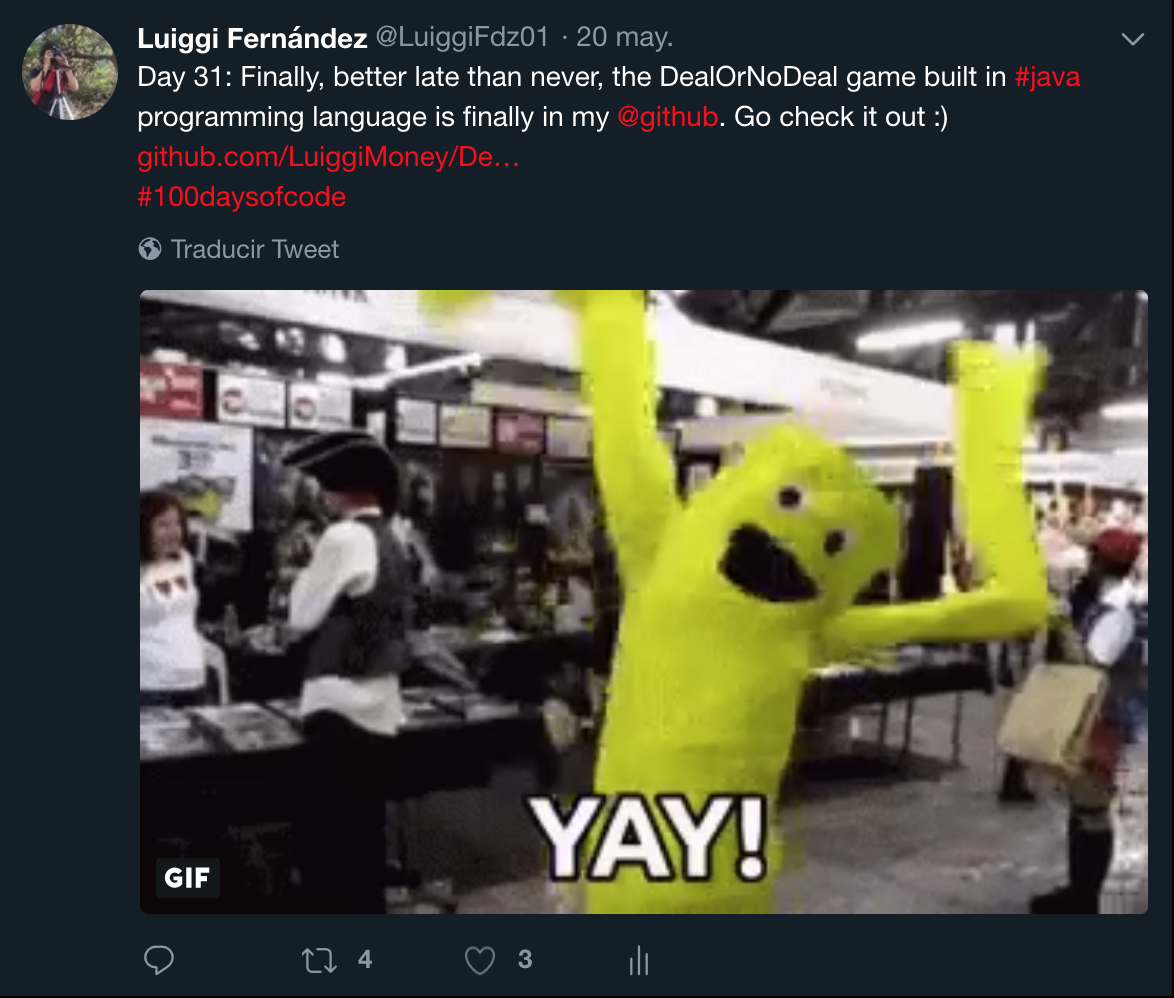 Luiggi Fernández @LuiggiFdz01 · 20 may.
Day 31: Finally, better late than never, the DealOrNoDeal game built in #java
programming language is finally in my @github. Go check it out :)
github.com/LuiggiMoney/De…
#100daysofcode
Traducir Tweet
YAY!
GIF
4 3